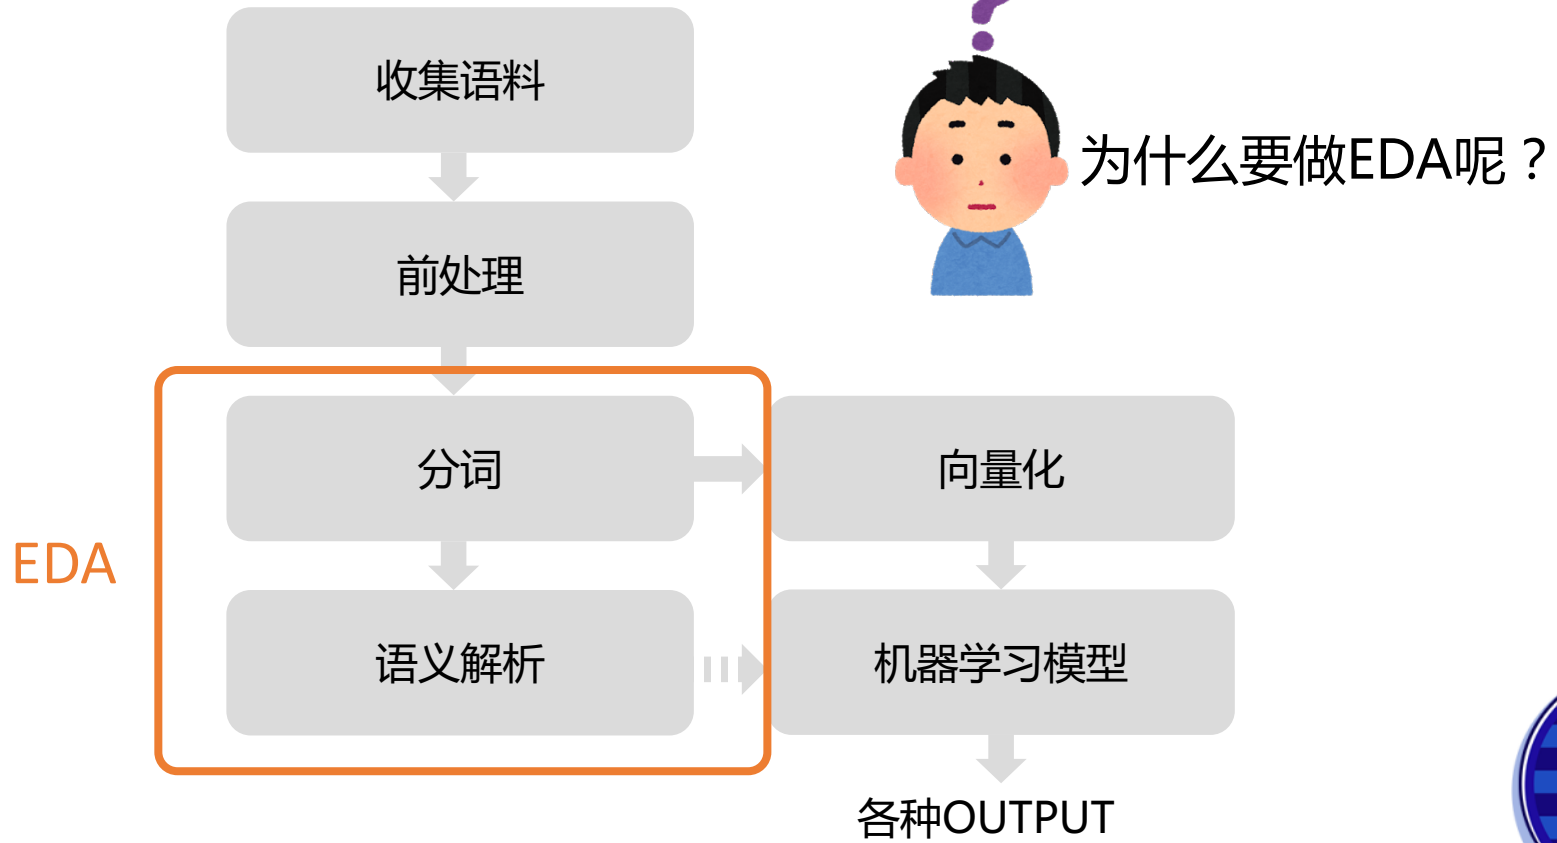 收集语料
为什么要做EDA呢？
前处理
分词
向量化
EDA
语义解析
机器学习模型
各种OUTPUT